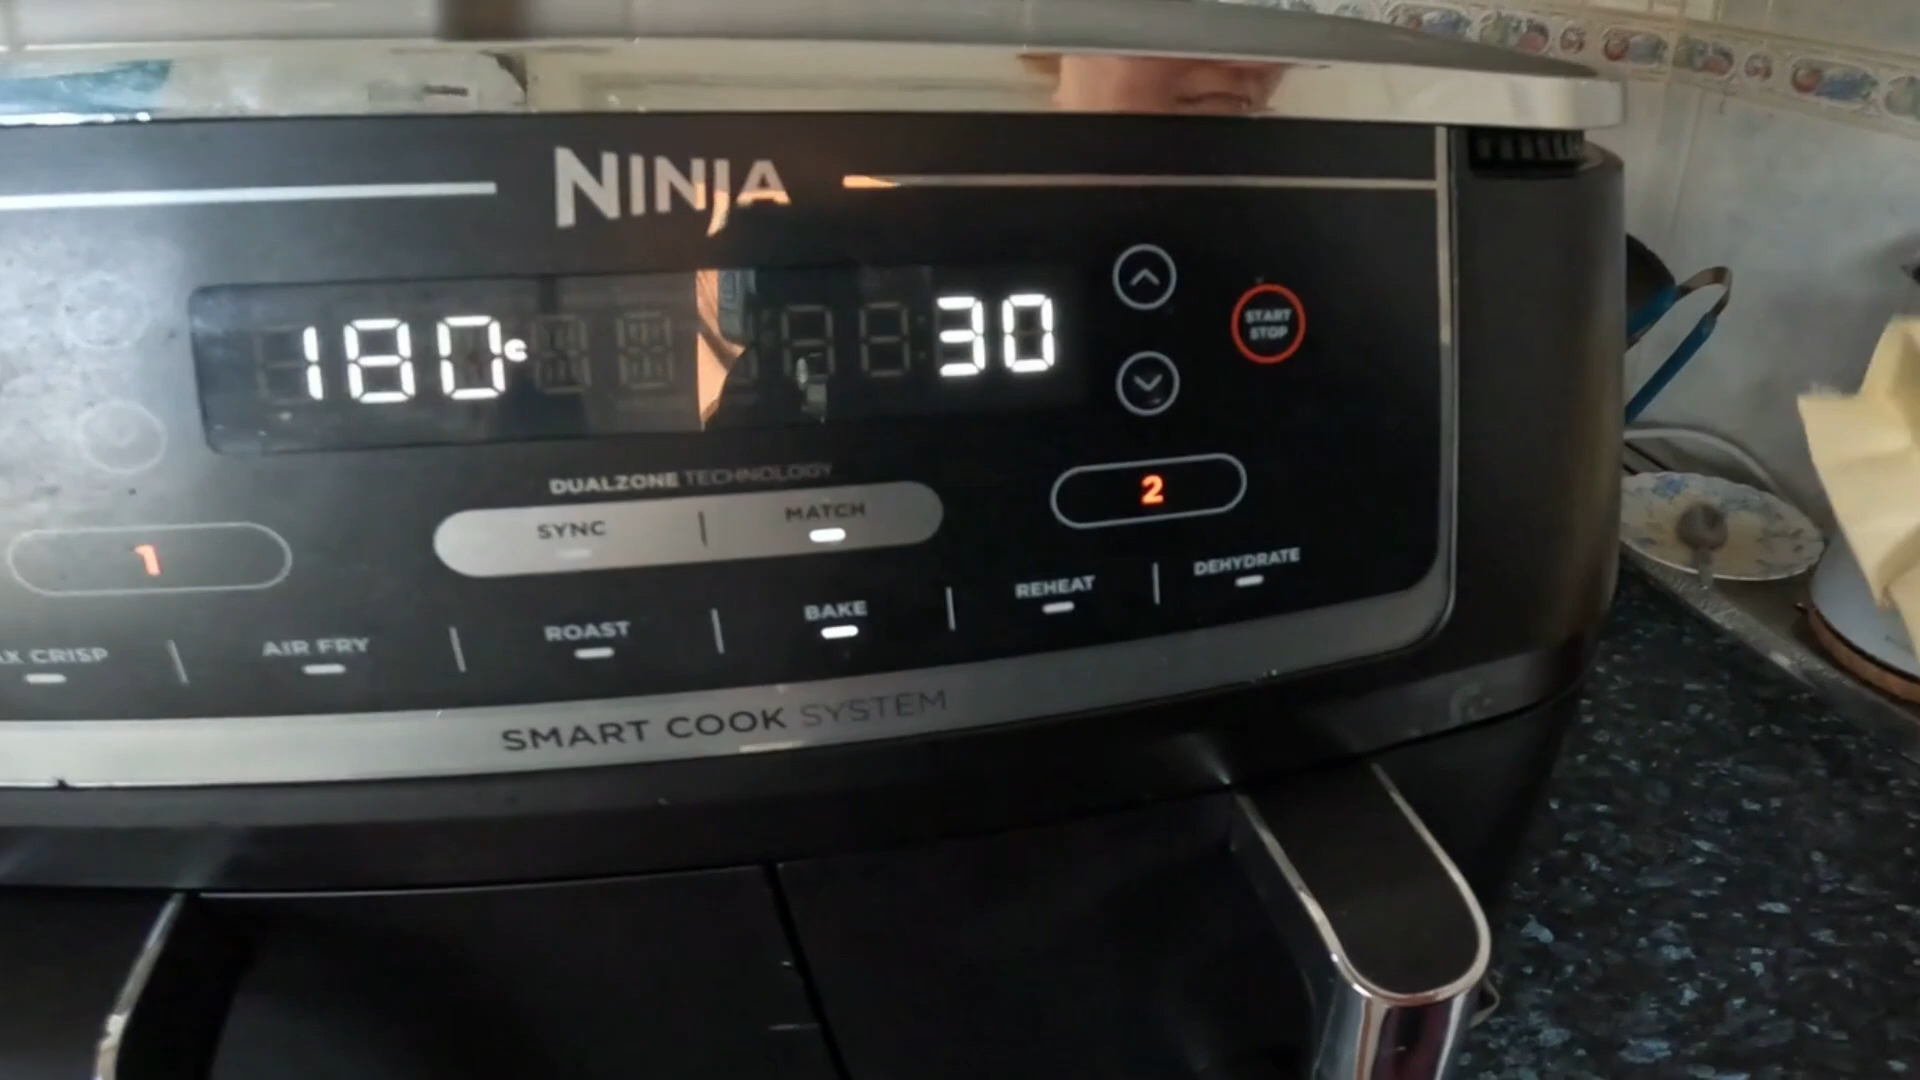 NINJA
180c 30
START
STOP
DUALZONE TECHNOLOGY
SYNC MATCH
1
2
CRISP AIR FRY ROAST BAKE REHEAT DEHYDRATE
SMART COOK SYSTEM